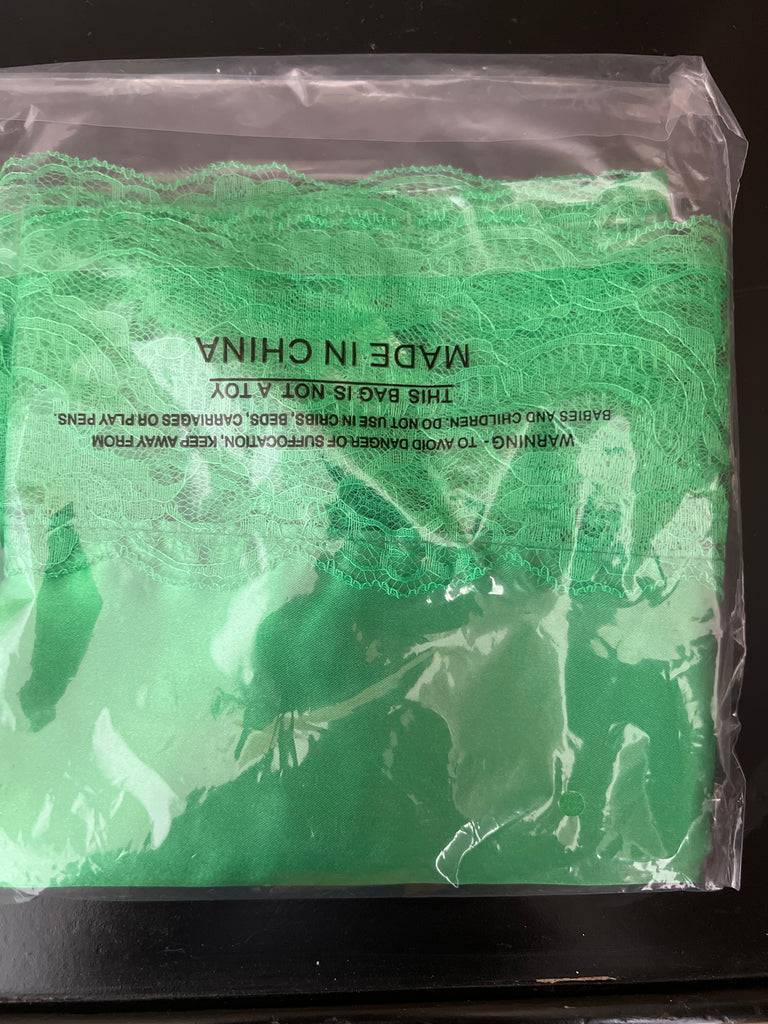 WARNING - TO AVOID DANGER OF SUFFOCATION, KEEP AWAY FROM
BABIES AND CHILDREN. DO NOT USE IN CRIBS, BEDS, CARRIAGES OR PLAY PENS.
THIS BAG IS NOT A TOY
MADE IN CHINA